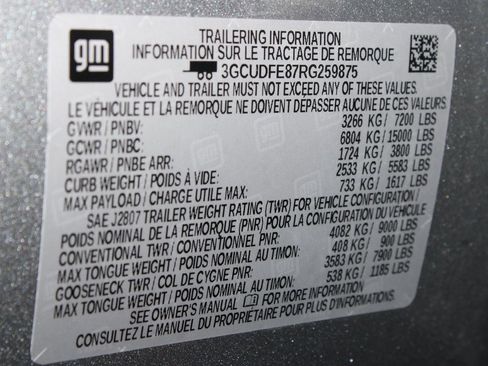 gm
TRAILERING INFORMATION
INFORMATION SUR LE TRACTAGE DE REMORQUE
3GCUDFE87RG259875
VEHICLE AND TRAILER MUST NOT EXCEED ANY OF THESE VALUES.
LE VÉHICULE ET LA REMORQUE NE DOIVENT DÉPASSER AUCUNE DE CES VALEURS.
GVWR / PNBV: 3266 KG/ 7200 LBS
GCWR / PNBC: 6804 KG/ 15000 LBS
RGAWR / PNBE ARR: 1724 KG/ 3800 LBS
CURB WEIGHT / POIDS À VIDE: 2533 KG/ 5583 LBS
MAX PAYLOAD / CHARGE UTILE MAX: 733 KG/ 1617 LBS
SAE J2807 TRAILER WEIGHT RATING (TWR) FOR VEHICLE CONFIGURATION /
POIDS NOMINAL DE LA REMORQUE (PNR) POUR LA CONFIGURATION DU VÉHICULE
CONVENTIONAL TWR / CONVENTIONNEL PNR: 4082 KG/ 9000 LBS
MAX TONGUE WEIGHT / POIDS NOMINAL AU TIMON: 408 KG/ 900 LBS
GOOSENECK TWR / COL DE CYGNE PNR: 3583 KG/ 7900 LBS
MAX TONGUE WEIGHT / POIDS NOMINAL AU TIMON: 538 KG/ 1185 LBS
SEE OWNER'S MANUAL FOR MORE INFORMATION
CONSULTEZ LE MANUEL DU PROPRIÉTAIRE POUR PLUS D'INFORMATION